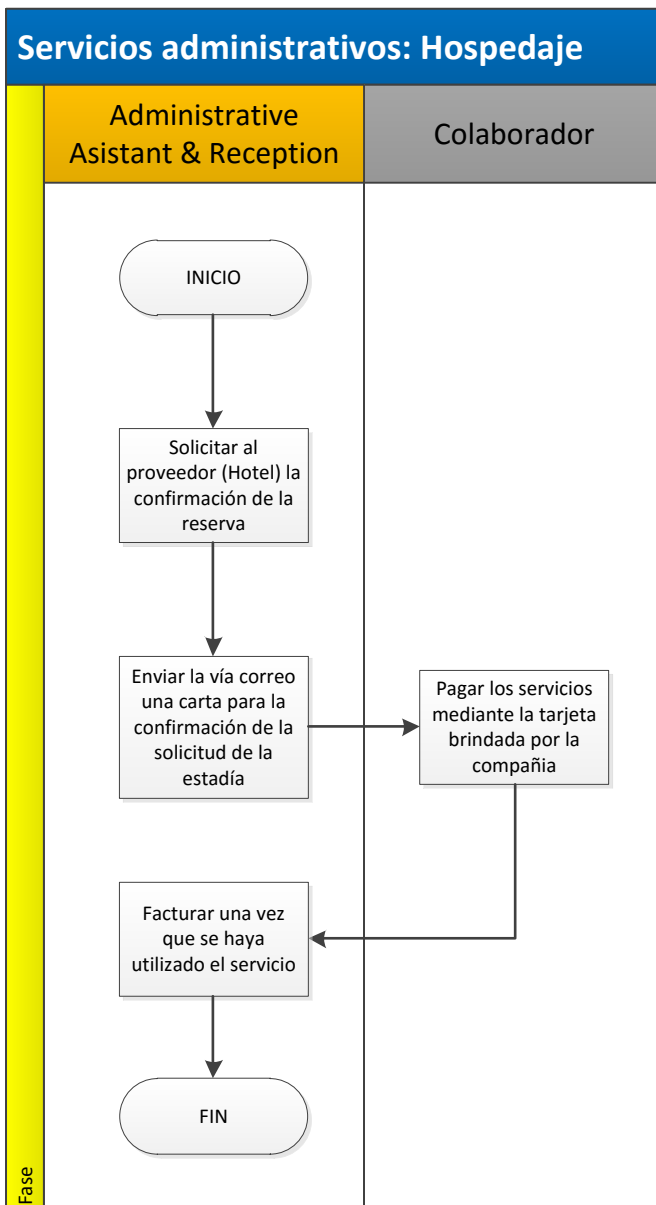 Servicios administrativos: Hospedaje
Administrative
Asistant & Reception
Colaborador
INICIO
Solicitar al
proveedor (Hotel) la
confirmación de la
reserva
Enviar la vía correo
una carta para la
confirmación de la
solicitud de la
estadía
Pagar los servicios
mediante la tarjeta
brindada por la
compañia
Facturar una vez
que se haya
utilizado el servicio
FIN
Fase